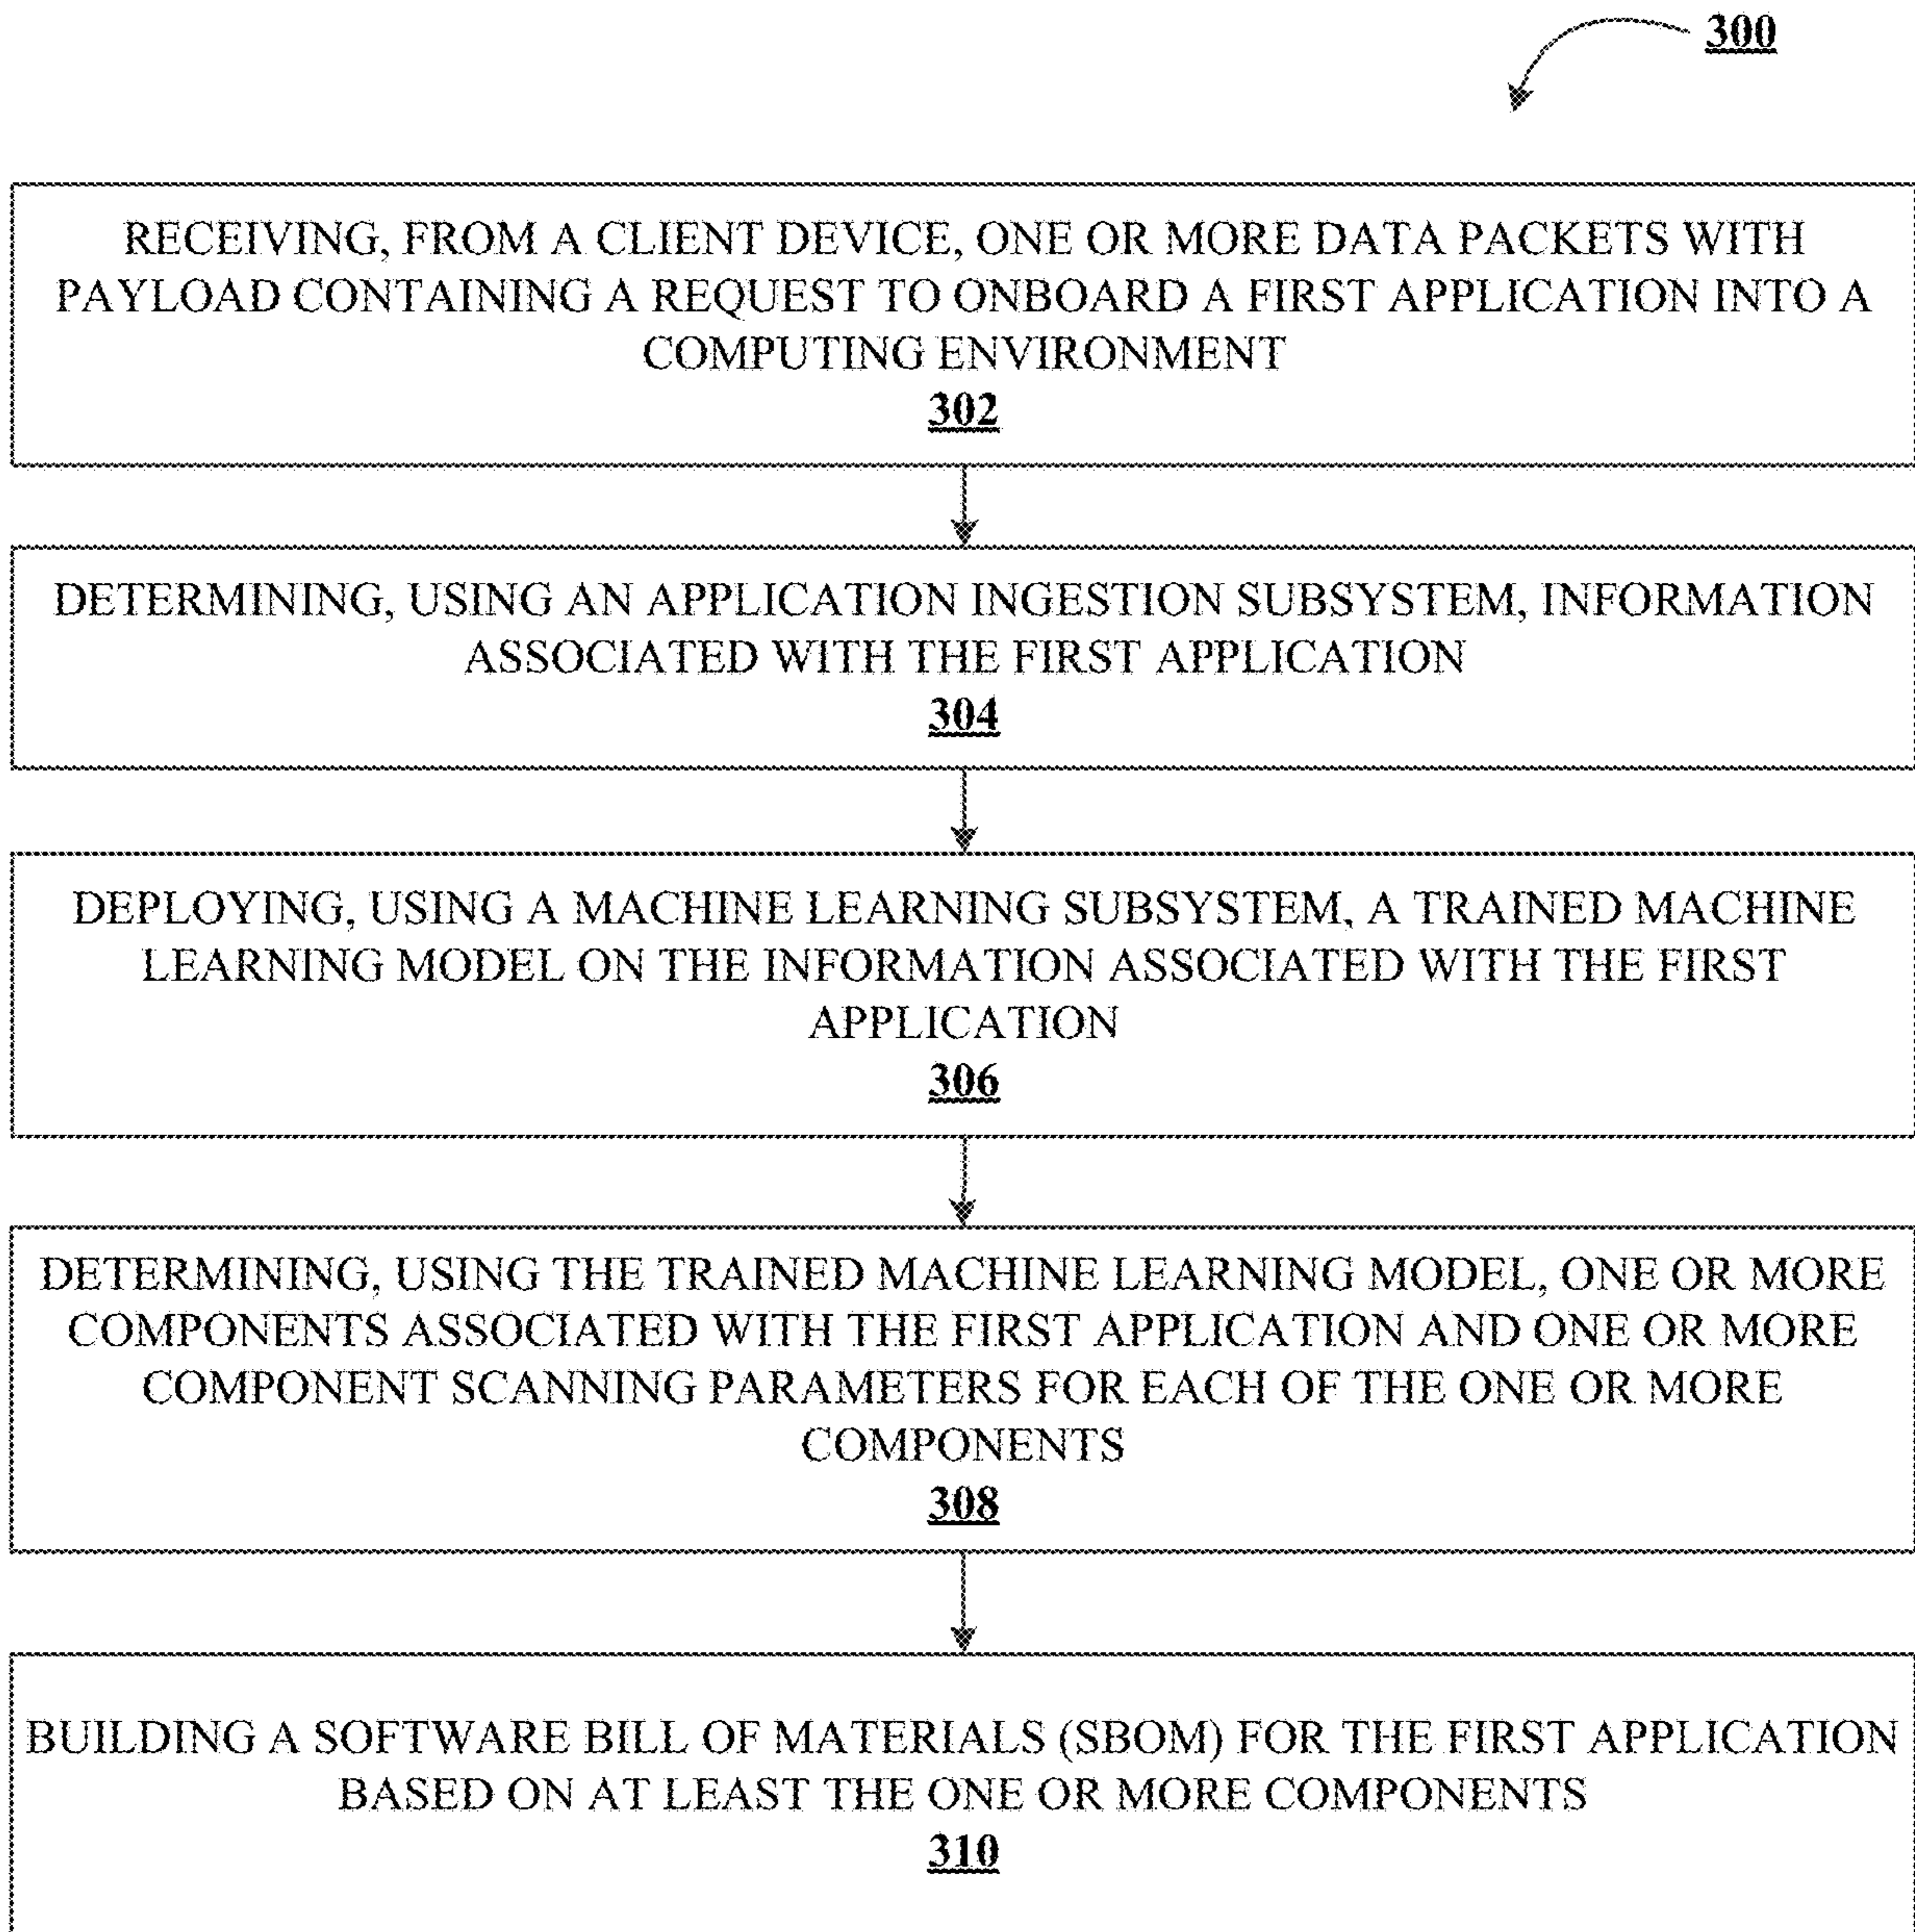 300
RECEIVING, FROM A CLIENT DEVICE, ONE OR MORE DATA PACKETS WITH
PAYLOAD CONTAINING A REQUEST TO ONBOARD A FIRST APPLICATION INTO A
COMPUTING ENVIRONMENT
302
DETERMINING, USING AN APPLICATION INGESTION SUBSYSTEM, INFORMATION
ASSOCIATED WITH THE FIRST APPLICATION
304
DEPLOYING, USING A MACHINE LEARNING SUBSYSTEM, A TRAINED MACHINE
LEARNING MODEL ON THE INFORMATION ASSOCIATED WITH THE FIRST
APPLICATION
306
DETERMINING, USING THE TRAINED MACHINE LEARNING MODEL, ONE OR MORE
COMPONENTS ASSOCIATED WITH THE FIRST APPLICATION AND ONE OR MORE
COMPONENT SCANNING PARAMETERS FOR EACH OF THE ONE OR MORE
COMPONENTS
308
BUILDING A SOFTWARE BILL OF MATERIALS (SBOM) FOR THE FIRST APPLICATION
BASED ON AT LEAST THE ONE OR MORE COMPONENTS
310